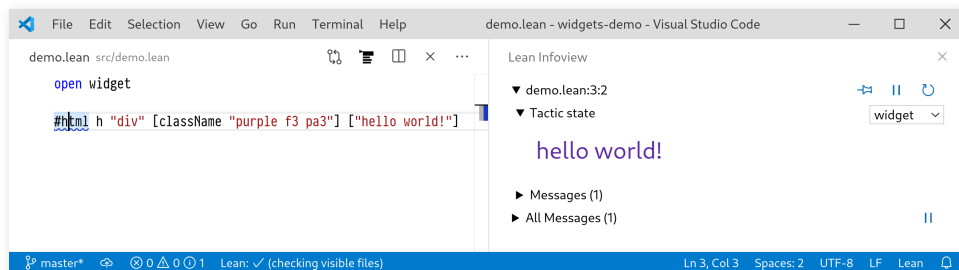 File Edit Selection View Go Run Terminal Help demo.lean - widgets-demo - Visual Studio Code
demo.lean src/demo.lean
Lean Infoview
open widget
demo.lean:3:2
Tactic state
widget
#html h "div" [className "purple f3 pa3"] ["hello world!"]
hello world!
Messages (1)
All Messages (1)
master* 0 0 1 Lean: ✓ (checking visible files) Ln 3, Col 3 Spaces: 2 UTF-8 LF Lean